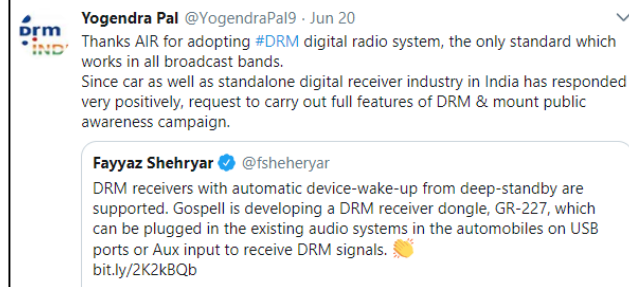 drm
IND
Yogendra Pal @YogendraPal9 · Jun 20
Thanks AIR for adopting #DRM digital radio system, the only standard which
works in all broadcast bands.
Since car as well as standalone digital receiver industry in India has responded
very positively, request to carry out full features of DRM & mount public
awareness campaign.
Fayyaz Shehryar @fsheheryar
DRM receivers with automatic device-wake-up from deep-standby are
supported. Gospell is developing a DRM receiver dongle, GR-227, which
can be plugged in the existing audio systems in the automobiles on USB
ports or Aux input to receive DRM signals. 👏
bit.ly/2K2kBQb